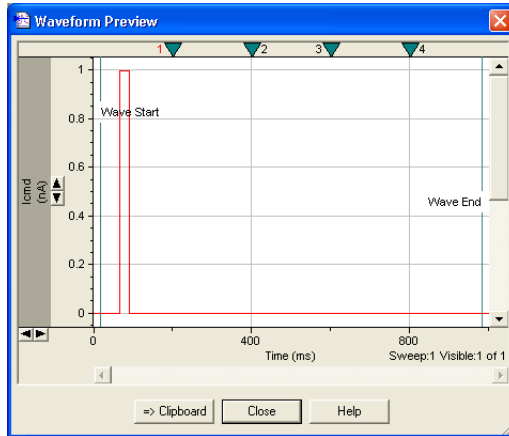 Waveform Preview
1 2 3 4
1
0.8
Wave Start
0.6
Icmd
(nA)
Wave End
0.4
0.2
0
0 400 800
Time (ms) Sweep:1 Visible:1 of 1
=> Clipboard Close Help